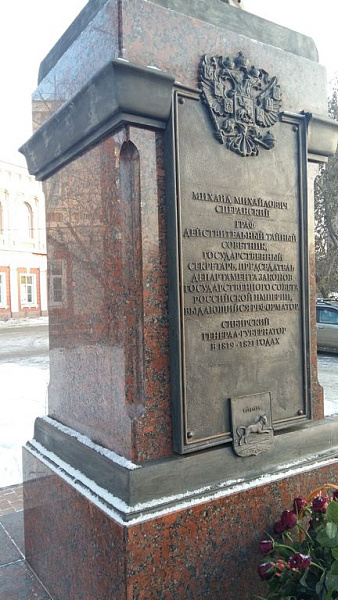 МИХАИЛ МИХАЙЛОВИЧ
СПЕРАНСКИЙ
ГРАФ,
ДЕЙСТВИТЕЛЬНЫЙ ТАЙНЫЙ
СОВЕТНИК,
ГОСУДАРСТВЕННЫЙ
СЕКРЕТАРЬ, ПРЕДСЕДАТЕЛЬ
ДЕПАРТАМЕНТА ЗАКОНОВ
ГОСУДАРСТВЕННОГО СОВЕТА
РОССИЙСКОЙ ИМПЕРИИ,
ВЫДАЮЩИЙСЯ РЕФОРМАТОР.
СИБИРСКИЙ
ГЕНЕРАЛ-ГУБЕРНАТОР
В 1819 - 1821 ГОДАХ